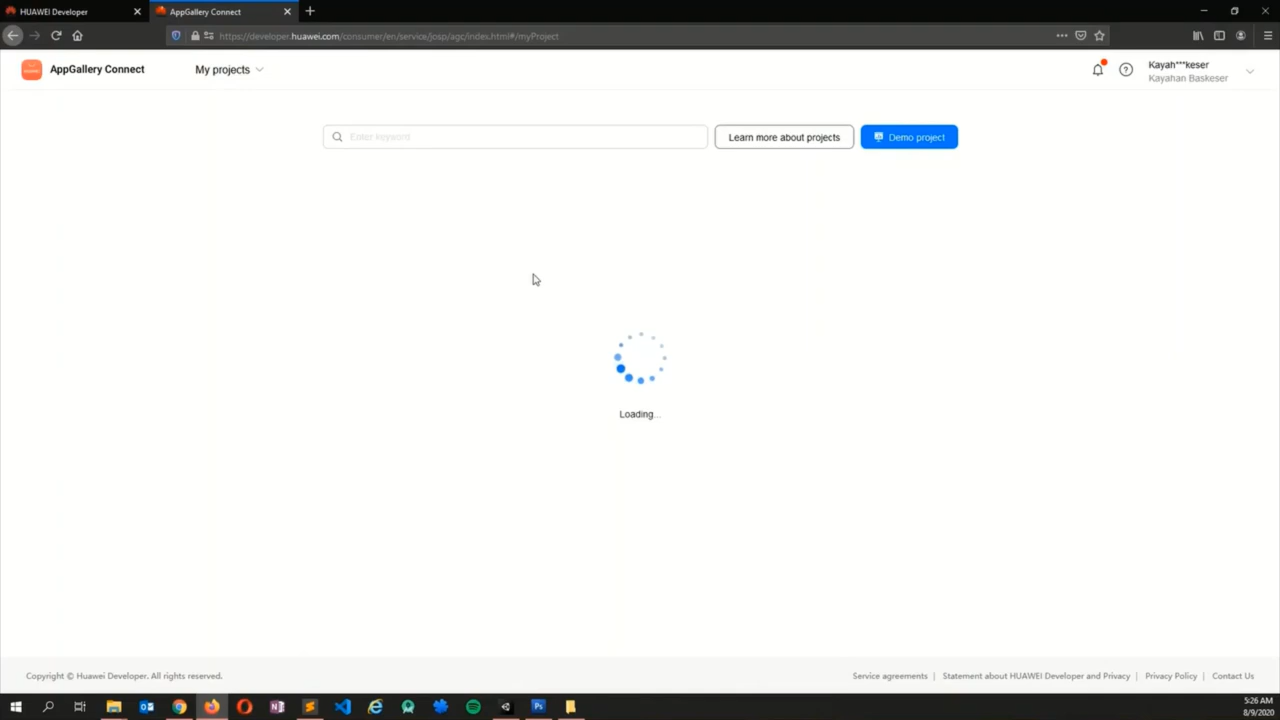 HUAWEI Developer
AppGallery Connect
https://developer.huawei.com/consumer/en/service/josp/agc/index.html#/myProject
AppGallery Connect
My projects
Kayah***keser
Kayahan Baskeser
Enter keyword
Learn more about projects
Demo project
Loading...
Copyright © Huawei Developer. All rights reserved.
Service agreements | Statement about HUAWEI Developer and Privacy | Privacy Policy | Contact Us
5:26 AM
8/9/2020